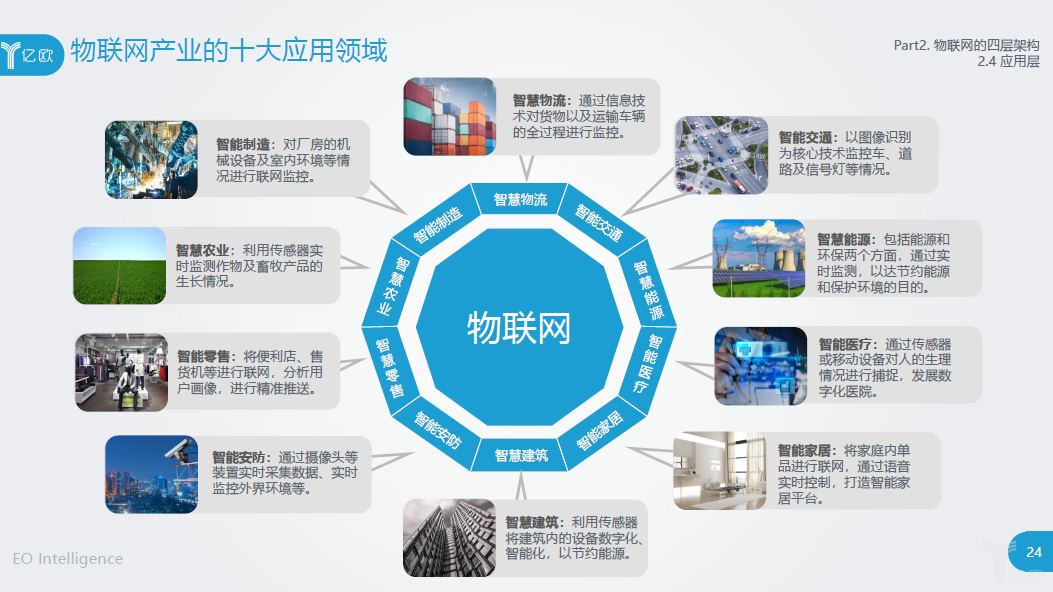 亿欧
物联网产业的十大应用领域
Part2. 物联网的四层架构
2.4 应用层
智慧物流：通过信息技
术对货物以及运输车辆
的全过程进行监控。
智能制造：对厂房的机
械设备及室内环境等情
况进行联网监控。
智能交通：以图像识别
为核心技术监控车、道
路及信号灯等情况。
智慧农业：利用传感器实
时监测作物及畜牧产品的
生长情况。
智慧能源：包括能源和
环保两个方面，通过实
时监测，以达节约能源
和保护环境的目的。
智能零售：将便利店、售
货机等进行联网，分析用
户画像，进行精准推送。
智能医疗：通过传感器
或移动设备对人的生理
情况进行捕捉，发展数
字化医院。
智能安防：通过摄像头等
装置实时采集数据、实时
监控外界环境等。
智能家居：将家庭内单
品进行联网，通过语音
实时控制，打造智能家
居平台。
智慧建筑：利用传感器
将建筑内的设备数字化、
智能化，以节约能源。
智慧物流
智能交通
智慧能源
智能医疗
智能家居
智慧建筑
智能安防
智慧零售
智慧农业
智能制造
物联网
EO Intelligence
24
亿欧